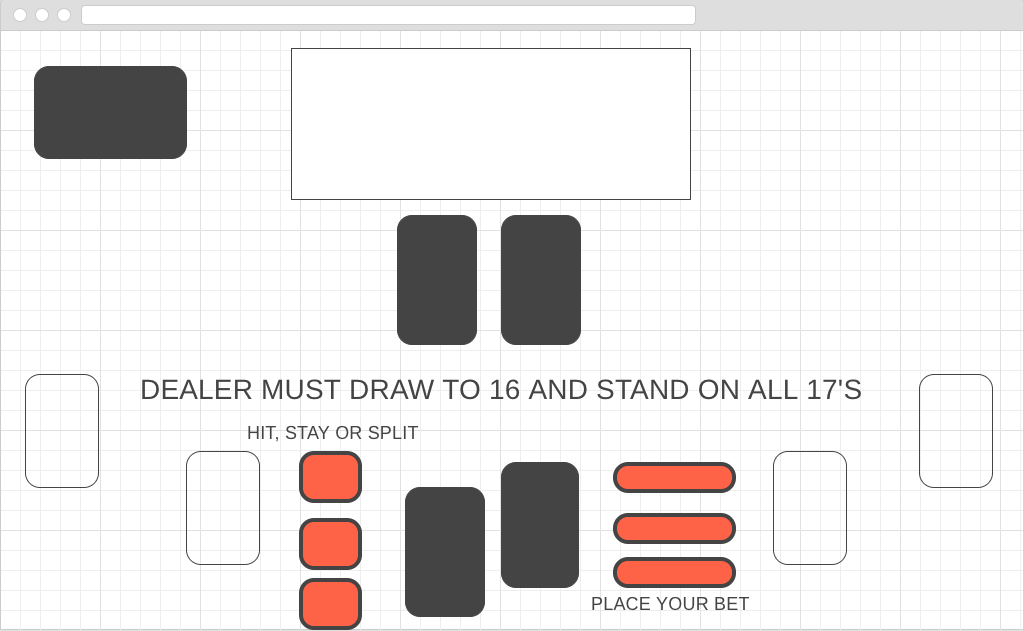 DEALER MUST DRAW TO 16 AND STAND ON ALL 17'S
HIT, STAY OR SPLIT
PLACE YOUR BET